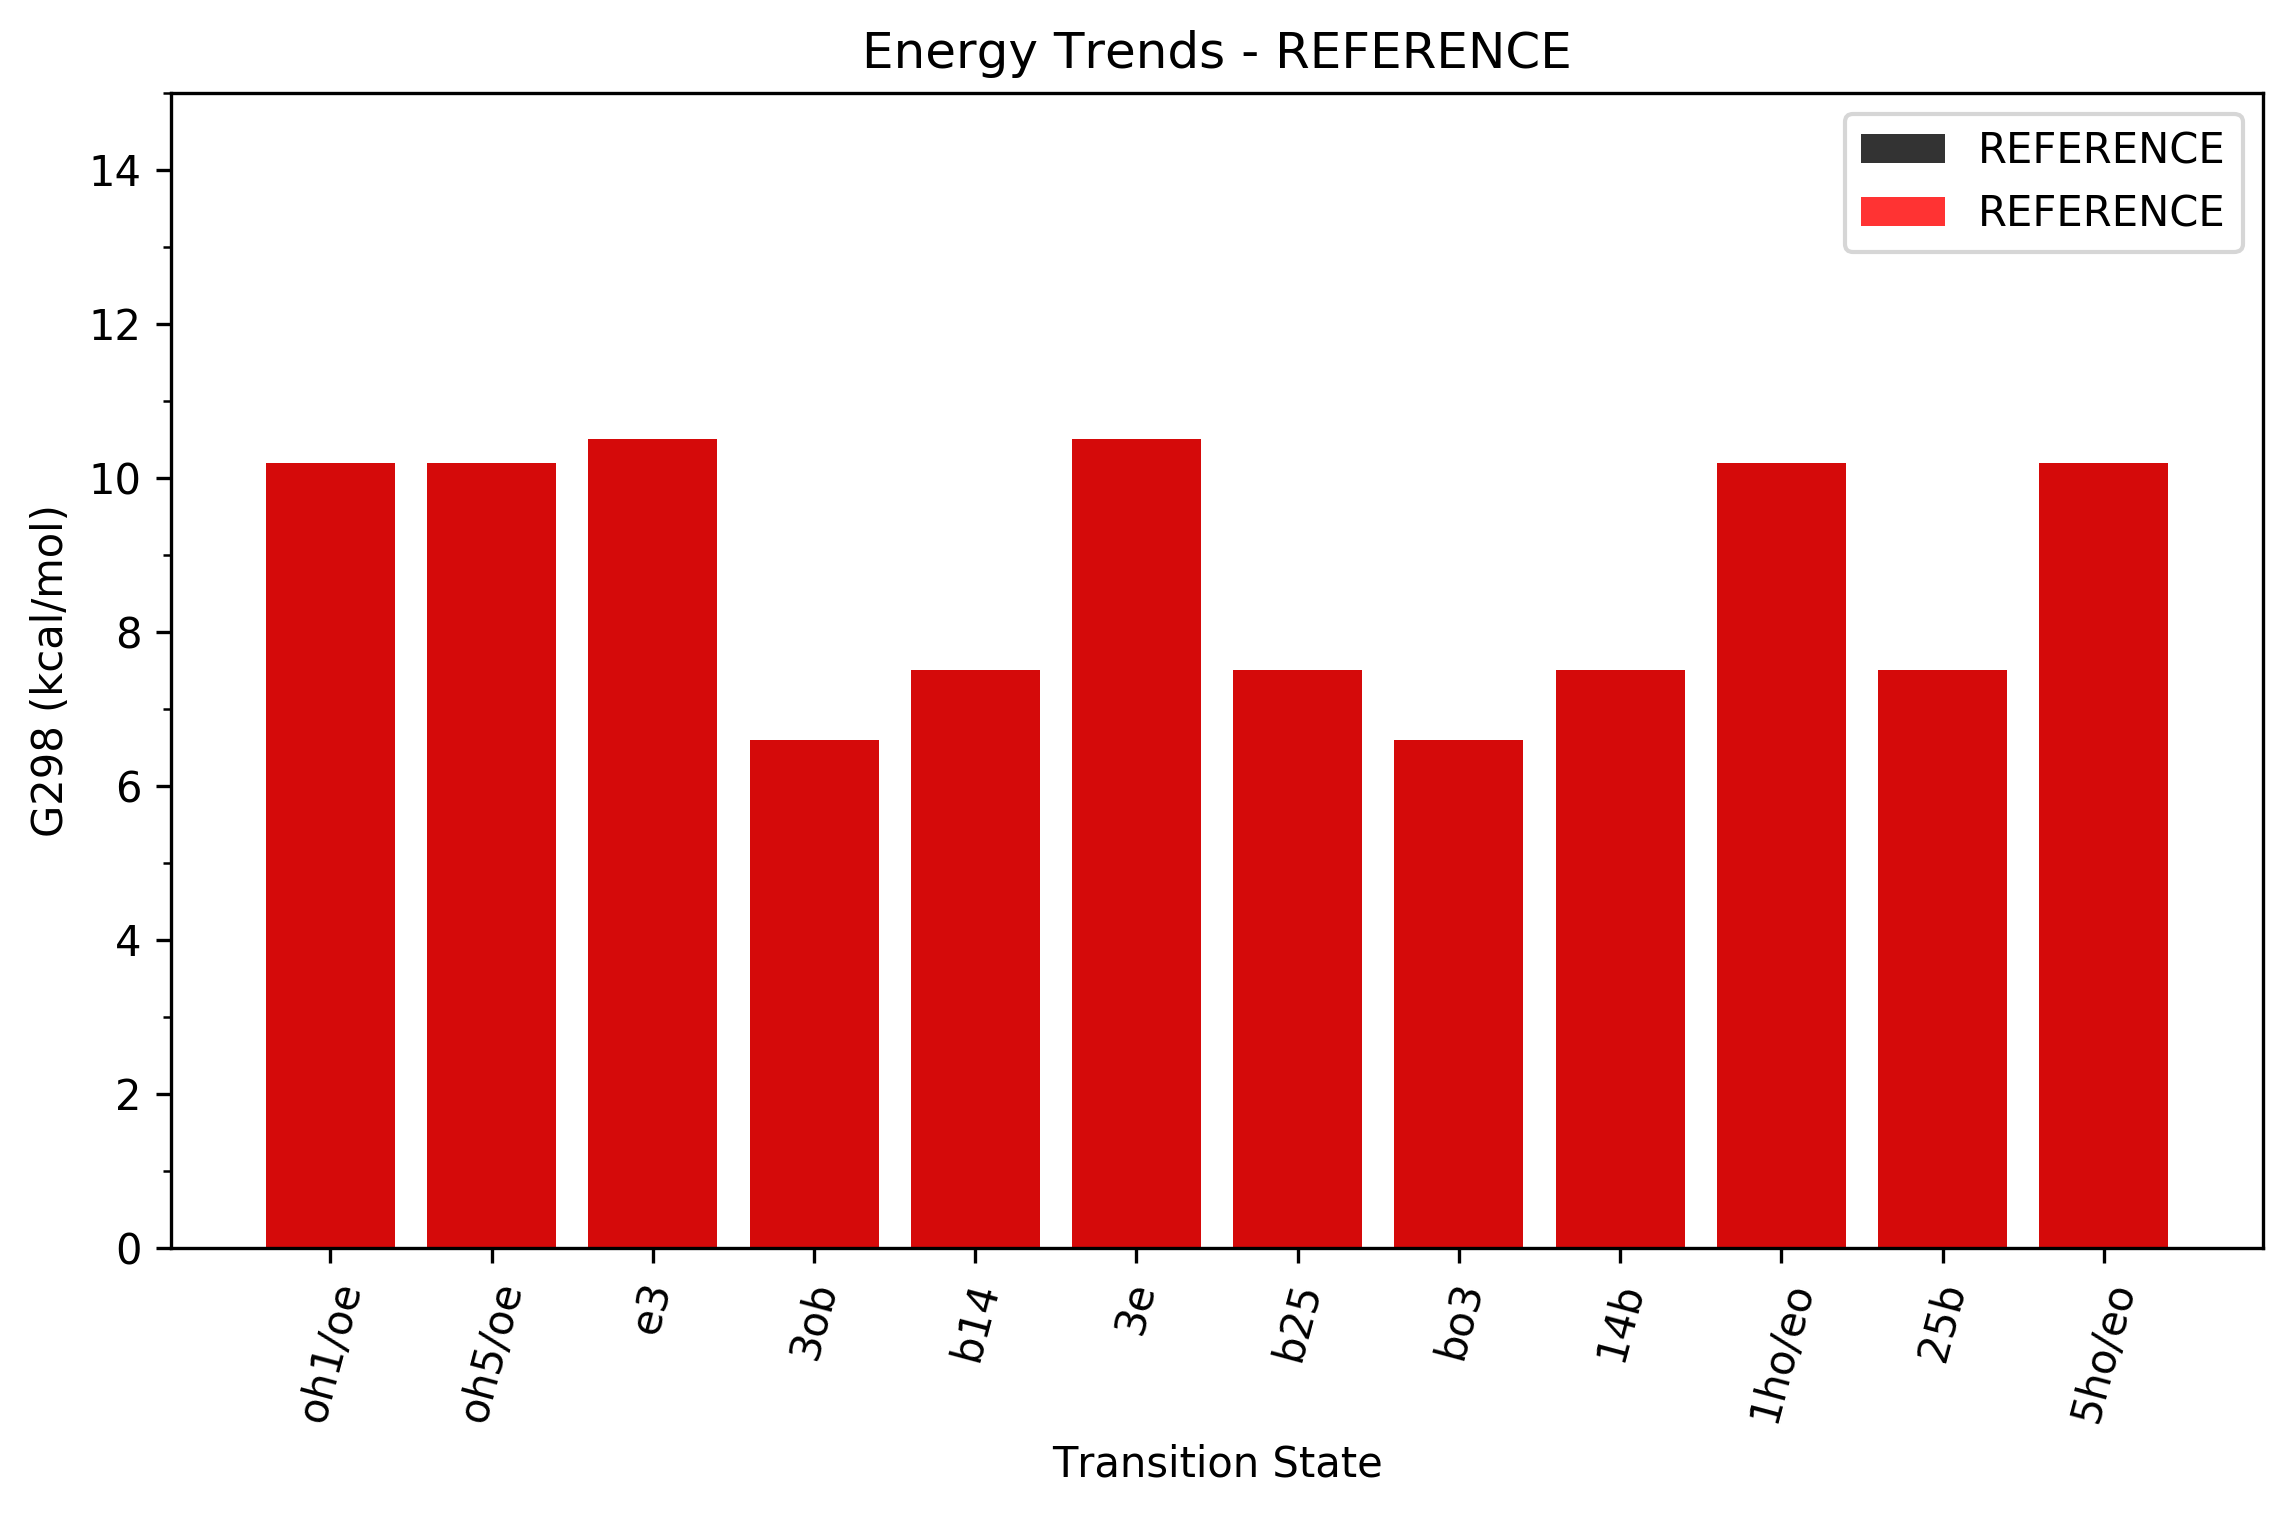 Energy Trends - REFERENCE
REFERENCE
REFERENCE
G298 (kcal/mol)
14
12
10
8
6
4
2
0
oh1/oe
oh5/oe
e3
3ob
b14
3e
b25
bo3
14b
1ho/eo
25b
5ho/eo
Transition State